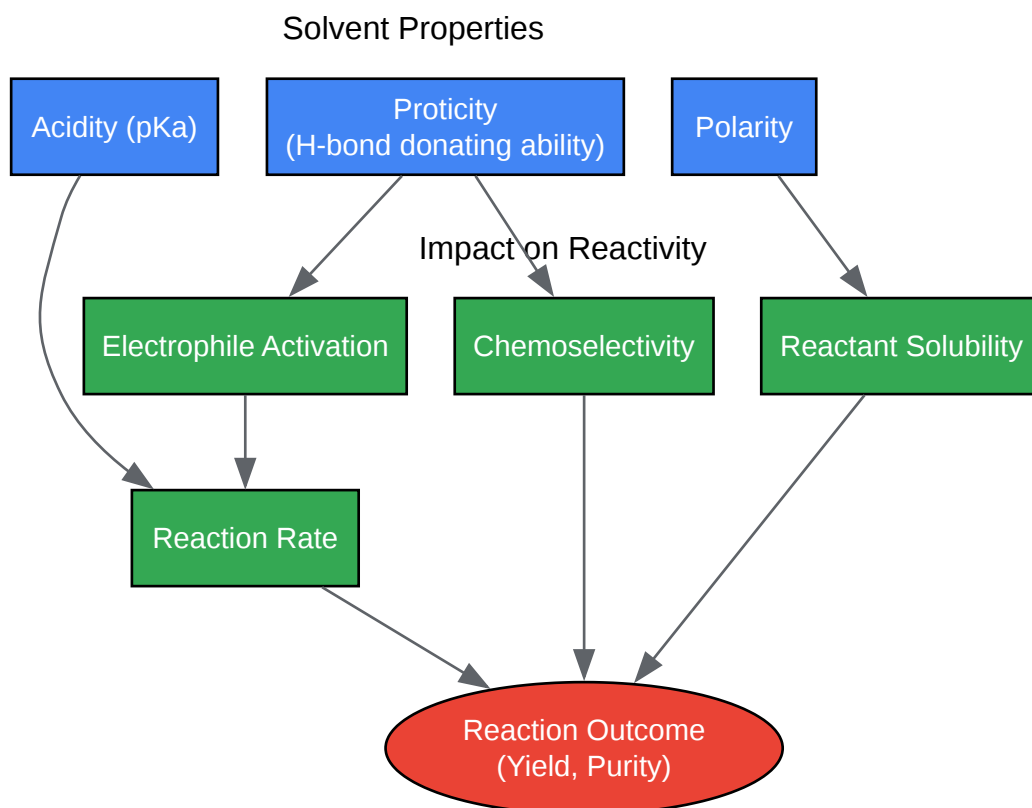 Solvent Properties
Acidity (pKa)
Proticity
(H-bond donating ability)
Polarity
Impact on Reactivity
Electrophile Activation
Chemoselectivity
Reactant Solubility
Reaction Rate
Reaction Outcome
(Yield, Purity)